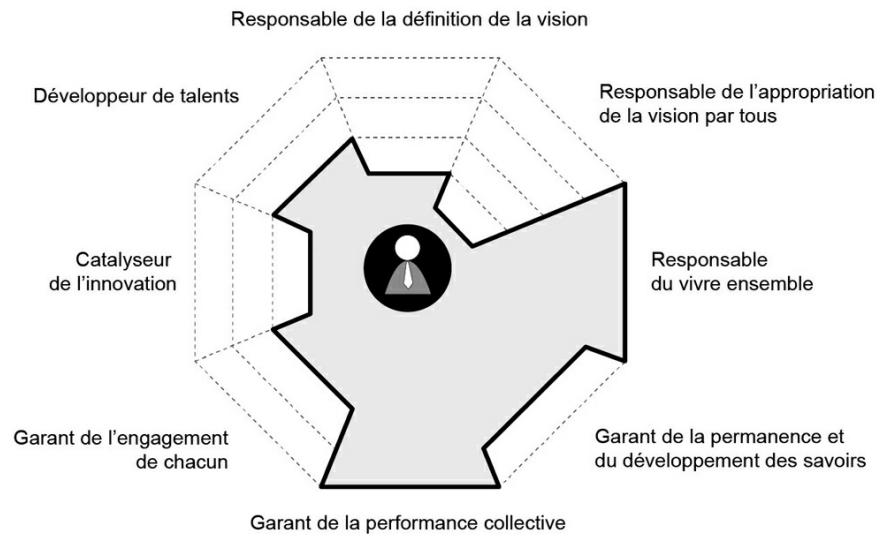 Responsable de la définition de la vision
Développeur de talents
Responsable de l’appropriation
de la vision par tous
Catalyseur
de l’innovation
Responsable
du vivre ensemble
Garant de l’engagement
de chacun
Garant de la permanence et
du développement des savoirs
Garant de la performance collective